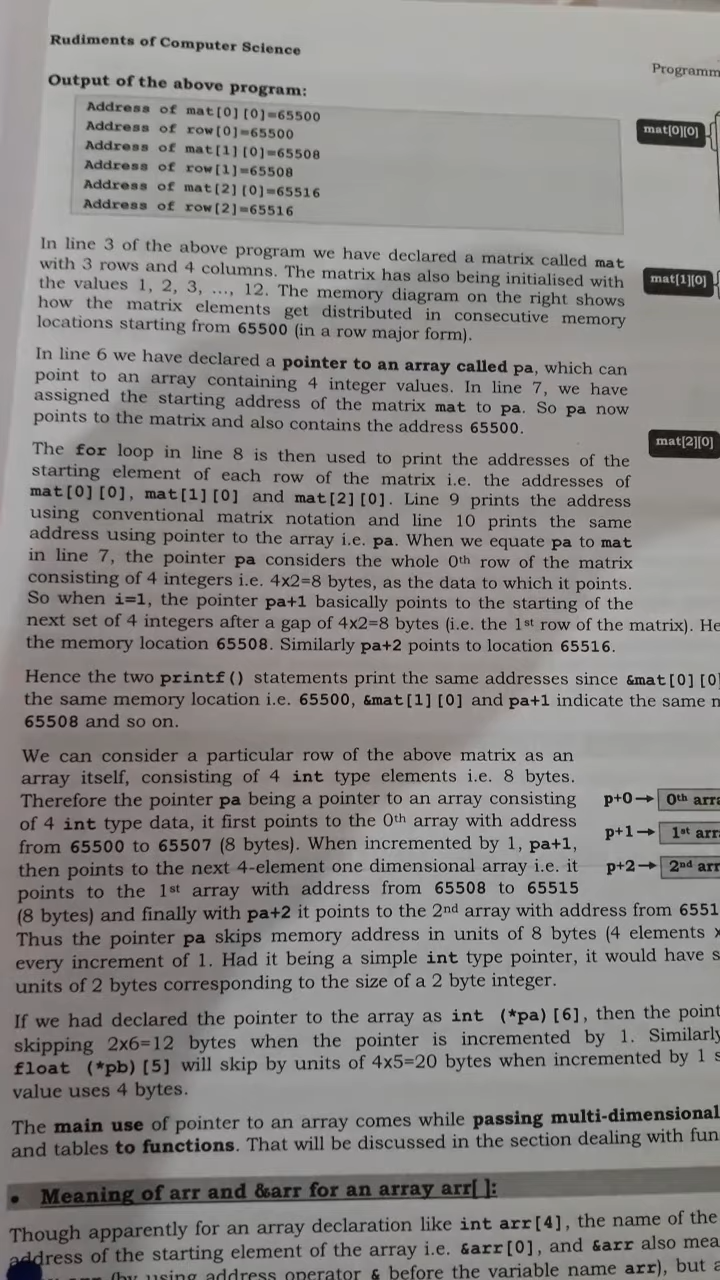 Rudiments of Computer Science
Programm
Output of the above program:
Address of mat[0][0]=65500
Address of row[0]=65500
Address of mat[1][0]=65508
Address of row[1]=65508
Address of mat[2][0]=65516
Address of row[2]=65516
mat[0][0]
In line 3 of the above program we have declared a matrix called mat
with 3 rows and 4 columns. The matrix has also being initialised with
the values 1, 2, 3, ..., 12. The memory diagram on the right shows
how the matrix elements get distributed in consecutive memory
locations starting from 65500 (in a row major form).
mat[1][0]
In line 6 we have declared a pointer to an array called pa, which can
point to an array containing 4 integer values. In line 7, we have
assigned the starting address of the matrix mat to pa. So pa now
points to the matrix and also contains the address 65500.
mat[2][0]
The for loop in line 8 is then used to print the addresses of the
starting element of each row of the matrix i.e. the addresses of
mat[0][0], mat[1][0] and mat[2][0]. Line 9 prints the address
using conventional matrix notation and line 10 prints the same
address using pointer to the array i.e. pa. When we equate pa to mat
in line 7, the pointer pa considers the whole 0th row of the matrix
consisting of 4 integers i.e. 4x2=8 bytes, as the data to which it points.
So when i=1, the pointer pa+1 basically points to the starting of the
next set of 4 integers after a gap of 4x2=8 bytes (i.e. the 1st row of the matrix). He
the memory location 65508. Similarly pa+2 points to location 65516.
Hence the two printf() statements print the same addresses since &mat[0][0]
the same memory location i.e. 65500, &mat[1][0] and pa+1 indicate the same
65508 and so on.
We can consider a particular row of the above matrix as an
array itself, consisting of 4 int type elements i.e. 8 bytes.
Therefore the pointer pa being a pointer to an array consisting
of 4 int type data, it first points to the 0th array with address
from 65500 to 65507 (8 bytes). When incremented by 1, pa+1,
then points to the next 4-element one dimensional array i.e. it
points to the 1st array with address from 65508 to 65515
p+0→ 0th arra
p+1→ 1st arr
p+2→ 2nd arr
(8 bytes) and finally with pa+2 it points to the 2nd array with address from 6551
Thus the pointer pa skips memory address in units of 8 bytes (4 elements x
every increment of 1. Had it being a simple int type pointer, it would have s
units of 2 bytes corresponding to the size of a 2 byte integer.
If we had declared the pointer to the array as int (*pa)[6], then the point
skipping 2x6=12 bytes when the pointer is incremented by 1. Similarly
float (*pb)[5] will skip by units of 4x5=20 bytes when incremented by 1 s
value uses 4 bytes.
The main use of pointer to an array comes while passing multi-dimensional
and tables to functions. That will be discussed in the section dealing with fun
• Meaning of arr and &arr for an array arr[ ]:
Though apparently for an array declaration like int arr[4], the name of the
address of the starting element of the array i.e. &arr[0], and &arr also mea
(by using address operator & before the variable name arr), but